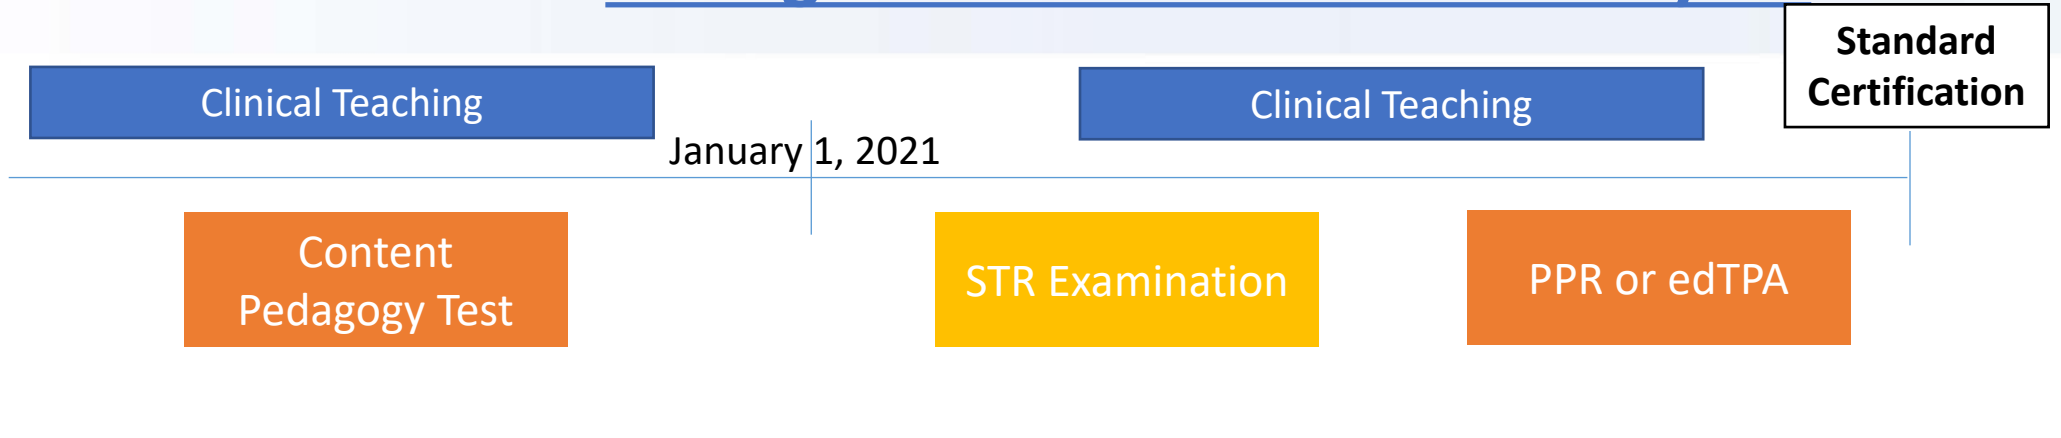 Standard
Certification
Clinical Teaching
Clinical Teaching
January 1, 2021
Content
Pedagogy Test
STR Examination
PPR or edTPA